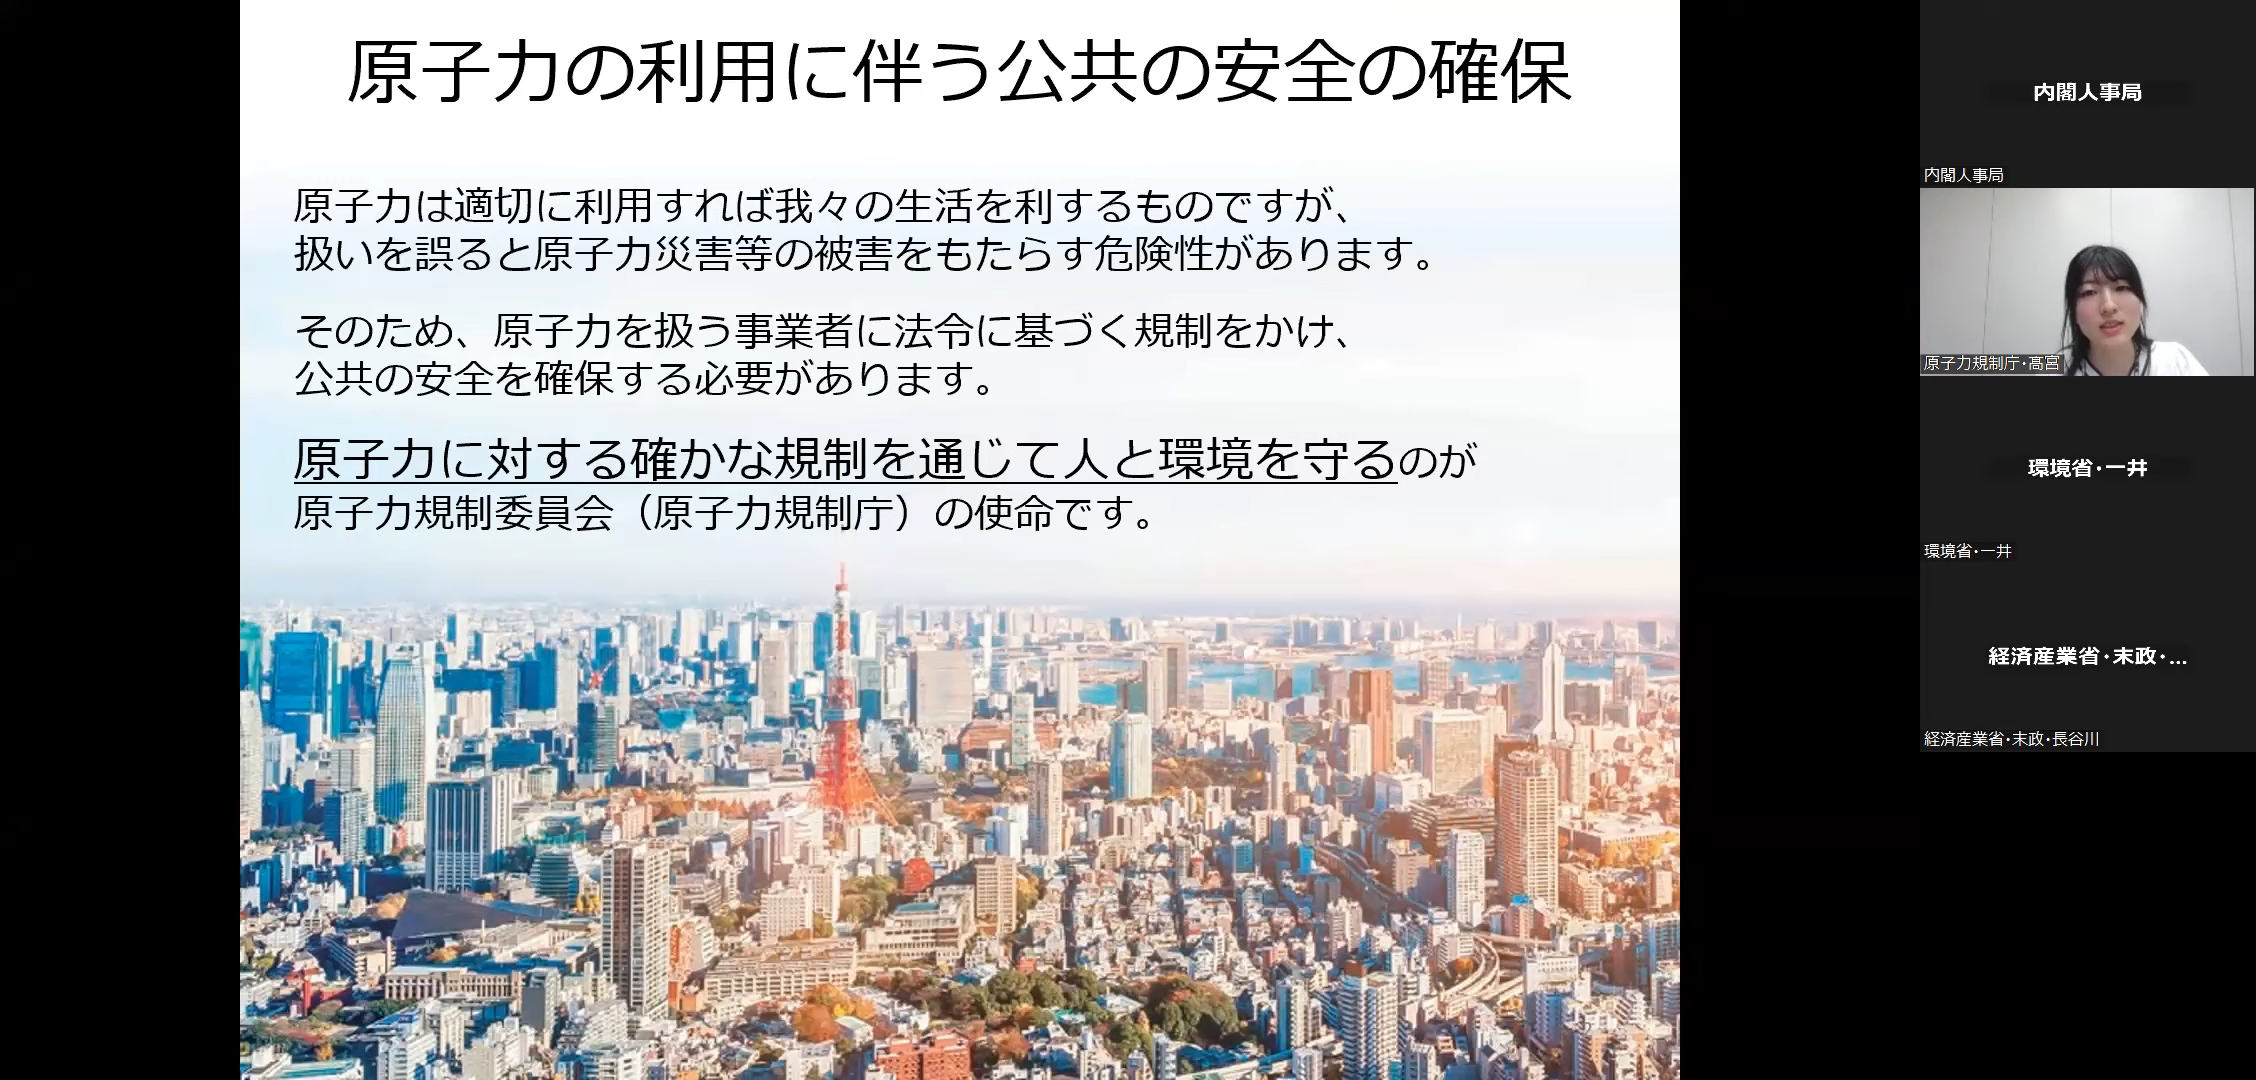 原子力の利用に伴う公共の安全の確保
原子力は適切に利用すれば我々の生活を利するものですが、
扱いを誤ると原子力災害等の被害をもたらす危険性があります。
そのため、原子力を扱う事業者に法令に基づく規制をかけ、
公共の安全を確保する必要があります。
原子力に対する確かな規制を通じて人と環境を守るのが
原子力規制委員会（原子力規制庁）の使命です。
内閣人事局
内閣人事局
原子力規制庁・髙宮
環境省・一井
環境省・一井
経済産業省・末政・...
経済産業省・末政・長谷川